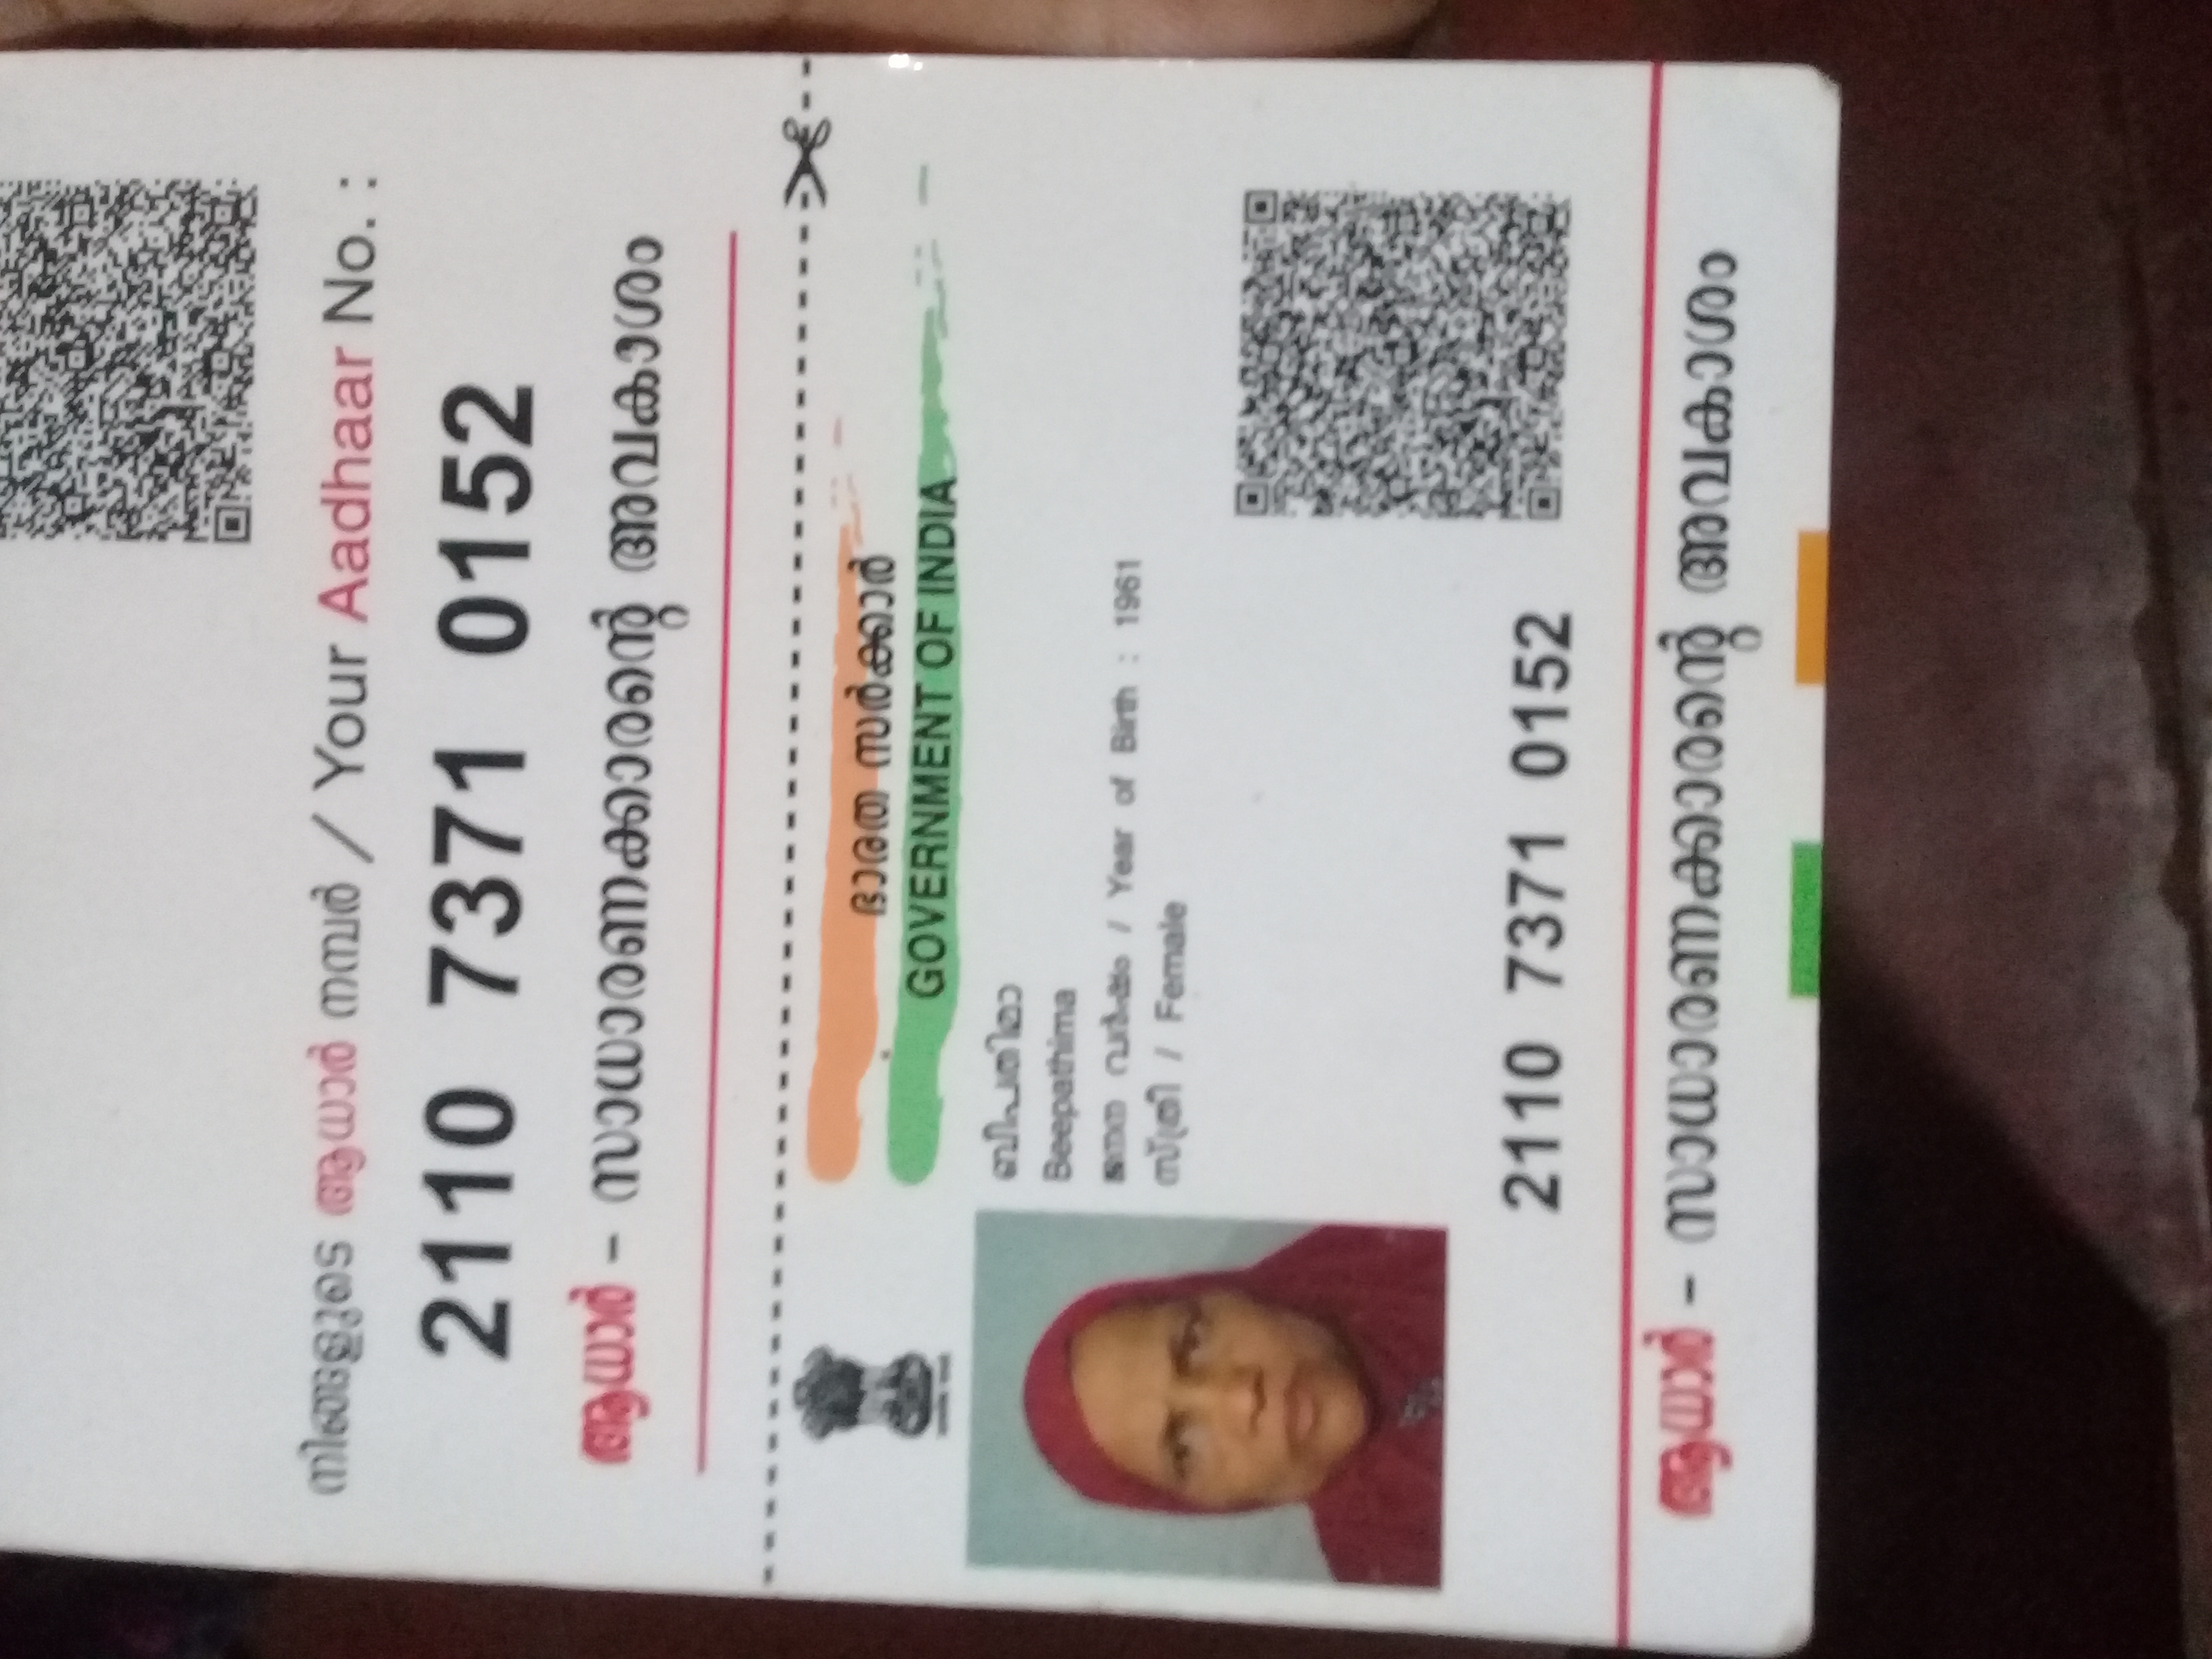 നിങ്ങളുടെ ആധാർ നമ്പർ / Your Aadhaar No. :
2110 7371 0152
ആധാർ – സാധാരണക്കാരന്റെ അവകാശം
ഭാരത സർക്കാർ
GOVERNMENT OF INDIA
ബീപതിമാ
Beepathima
ജനന വർഷം / Year of Birth : 1961
സ്ത്രീ / Female
2110 7371 0152
ആധാർ – സാധാരണക്കാരന്റെ അവകാശം